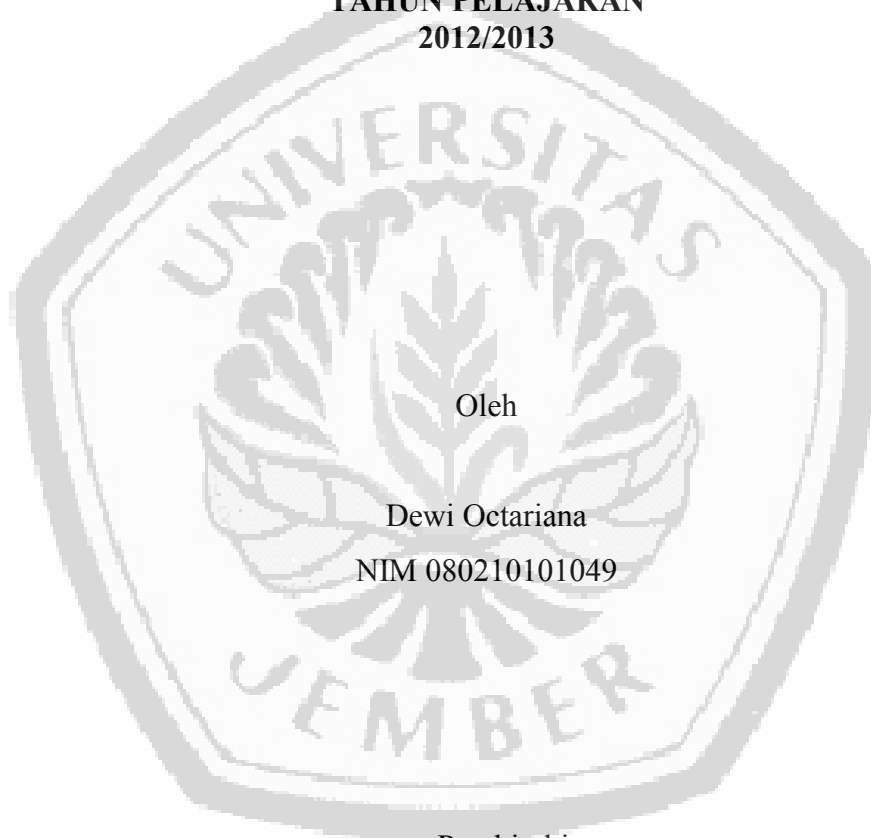 TAHUN PELAJARAN
2012/2013
UNIVERSITAS
Oleh
Dewi Octariana
NIM 080210101049
JEMBER